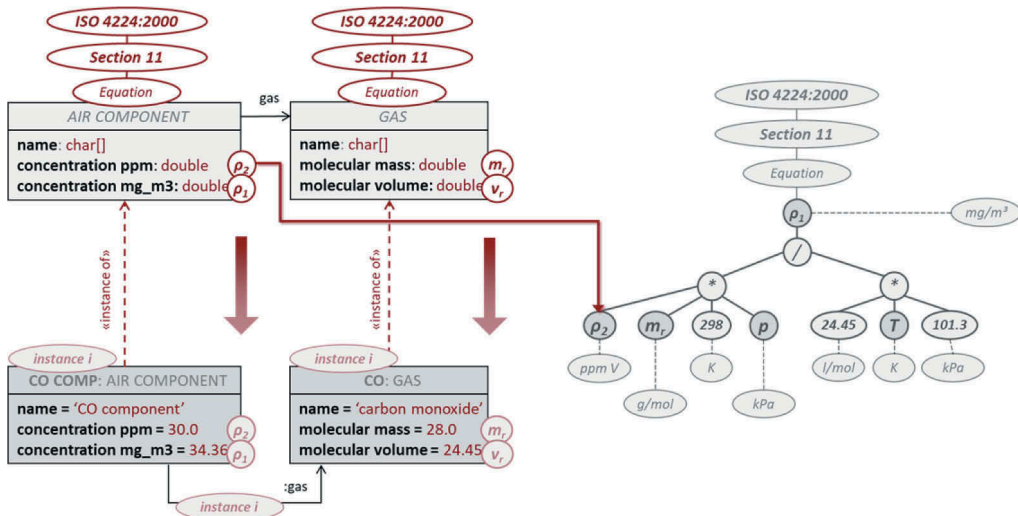 ISO 4224:2000
Section 11
Equation
AIR COMPONENT
name: char[]
concentration ppm: double
ρ2
concentration mg_m3: double
ρ1
gas
ISO 4224:2000
Section 11
Equation
GAS
name: char[]
molecular mass: double
mr
molecular volume: double
vr
«instance of»
«instance of»
instance i
CO COMP: AIR COMPONENT
name = ‘CO component’
concentration ppm = 30.0
ρ2
concentration mg_m3 = 34.36
ρ1
instance i
CO: GAS
name = ‘carbon monoxide’
molecular mass = 28.0
mr
molecular volume = 24.45
vr
:gas
instance i
ISO 4224:2000
Section 11
Equation
ρ1
mg/m³
/
*
*
ρ2
mr
298
p
24.45
T
101.3
ppm V
K
l/mol
K
kPa
g/mol
kPa